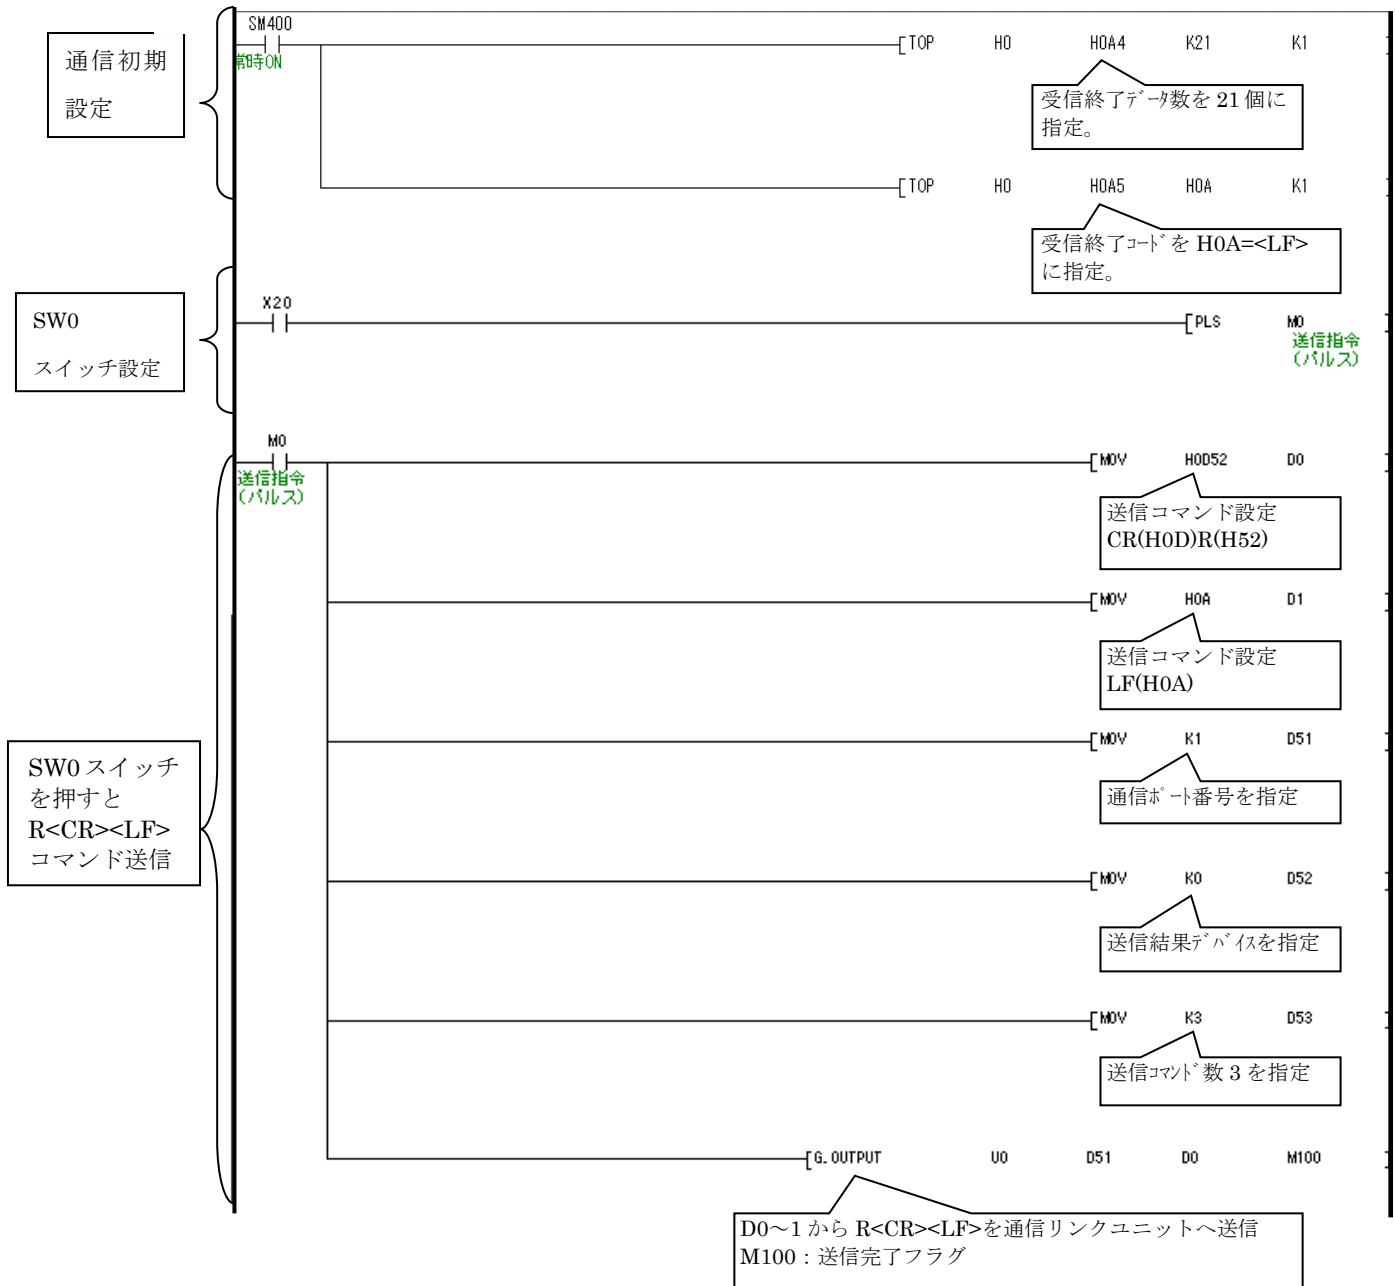 通信初期
設定
SM400
常時ON
[TOP H0 H0A4 K21 K1 ]
受信終了ﾃﾞｰﾀ数を 21 個に
指定。
[TOP H0 H0A5 H0A K1 ]
受信終了ｺｰﾄﾞを H0A=<LF>
に指定。
SW0
スイッチ設定
X20
[PLS M0 ]
送信指令
(パルス)
M0
送信指令
(パルス)
[MOV H0D52 D0 ]
送信コマンド設定
CR(H0D)R(H52)
[MOV H0A D1 ]
送信コマンド設定
LF(H0A)
SW0 スイッチ
を押すと
R<CR><LF>
コマンド送信
[MOV K1 D51 ]
通信ﾎﾟｰﾄ番号を指定
[MOV K0 D52 ]
送信結果ﾃﾞﾊﾞｲｽを指定
[MOV K3 D53 ]
送信ｺﾏﾝﾄﾞ数 3 を指定
[G.OUTPUT U0 D51 D0 M100 ]
D0～1 から R<CR><LF>を通信リンクユニットへ送信
M100：送信完了フラグ